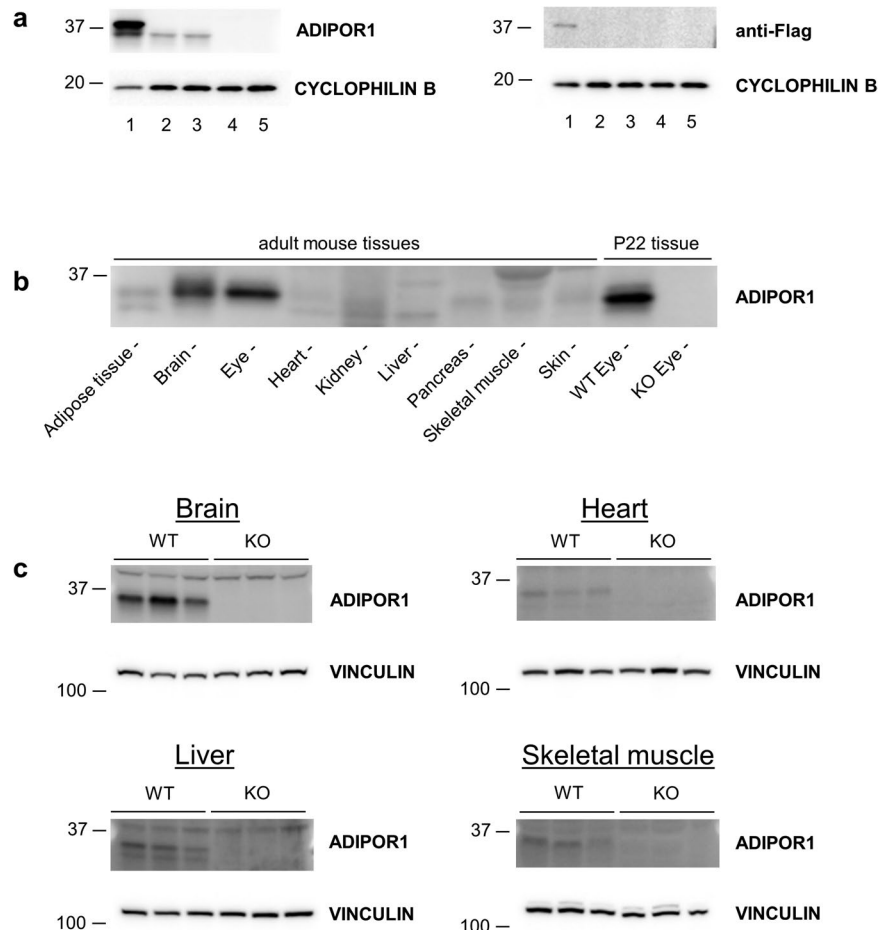 a
37 — ADIPOR1
20 — CYCLOPHILIN B
1 2 3 4 5
37 — anti-Flag
20 — CYCLOPHILIN B
1 2 3 4 5
b
adult mouse tissues P22 tissue
37 — ADIPOR1
Adipose tissue - Brain - Eye - Heart - Kidney - Liver - Pancreas - Skeletal muscle - Skin - WT Eye - KO Eye -
c
Brain
WT KO
37 — ADIPOR1
100 — VINCULIN
Heart
WT KO
37 — ADIPOR1
100 — VINCULIN
Liver
WT KO
37 — ADIPOR1
100 — VINCULIN
Skeletal muscle
WT KO
37 — ADIPOR1
100 — VINCULIN